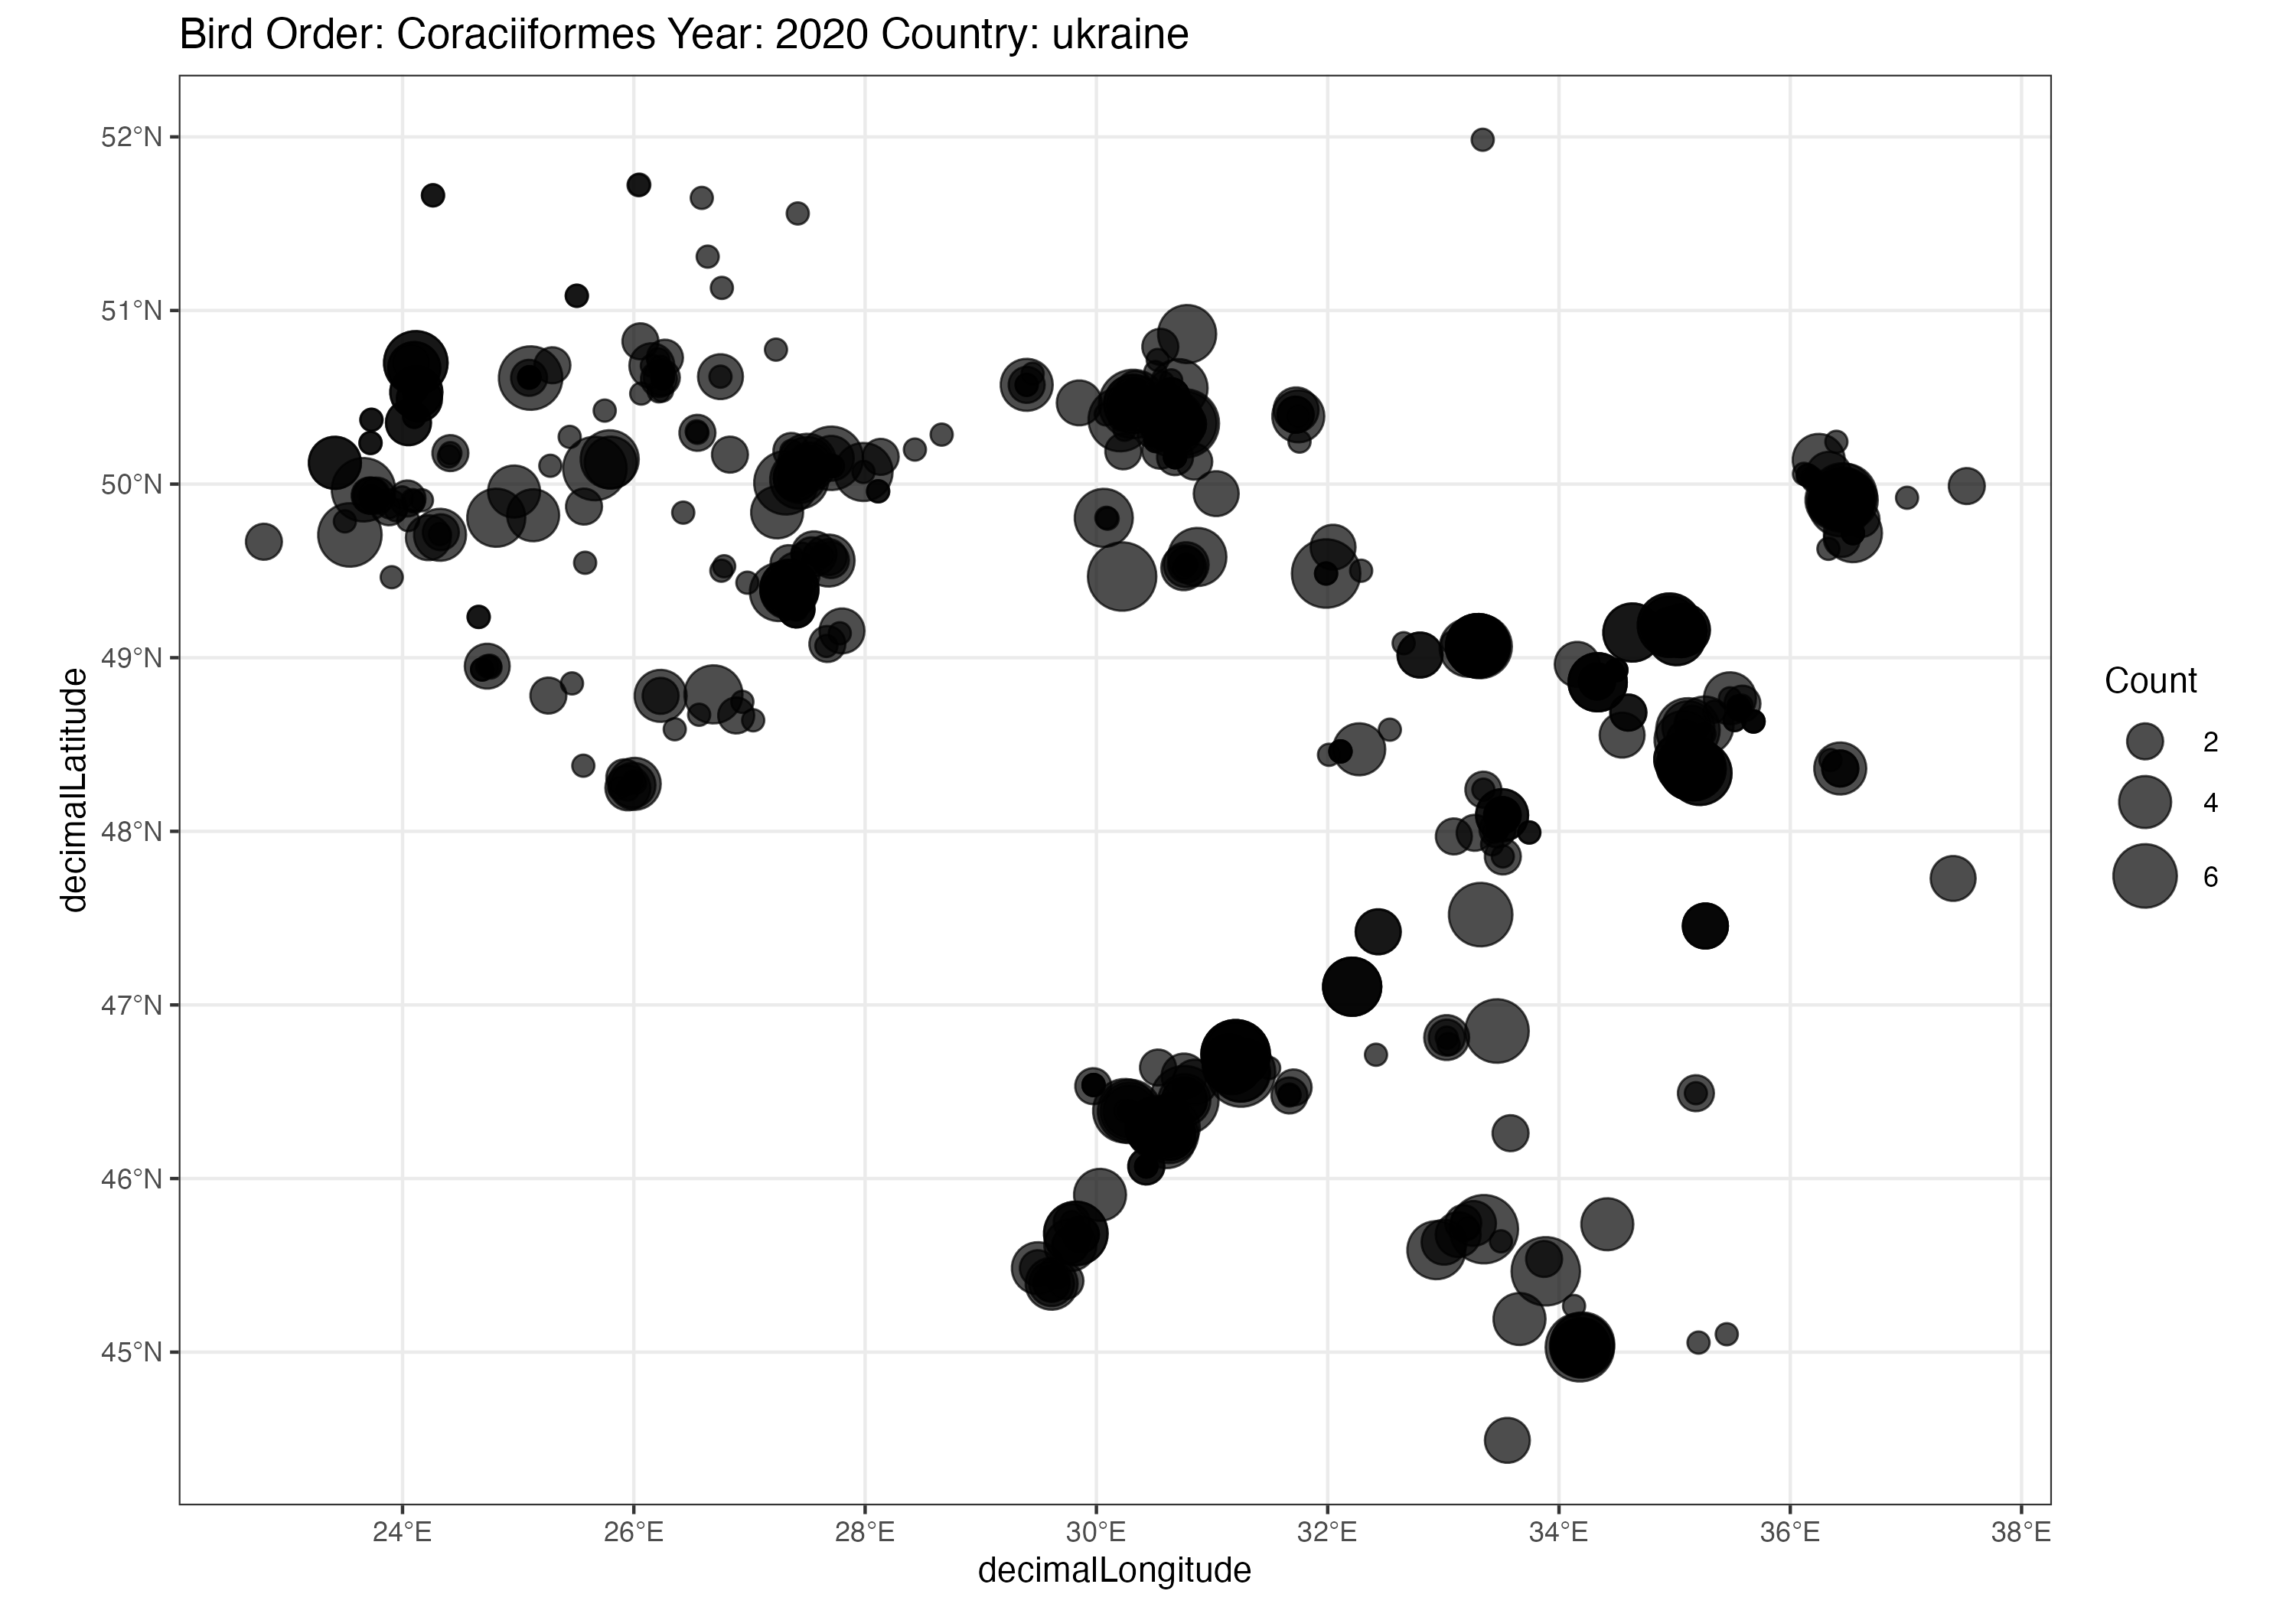 Bird Order: Coraciiformes Year: 2020 Country: ukraine
52°N
51°N
50°N
49°N
48°N
47°N
46°N
45°N
decimalLatitude
24°E 26°E 28°E 30°E 32°E 34°E 36°E 38°E
decimalLongitude
Count
2
4
6